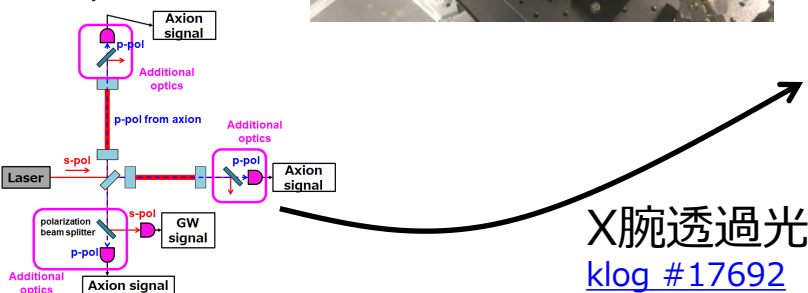 Axion
signal
p-pol
Additional
optics
p-pol from axion
Additional
optics
s-pol
p-pol
Laser
Axion
signal
s-pol
polarization
beam splitter
GW
signal
p-pol
Additional
optics
Axion signal
X腕透過光
klog #17692